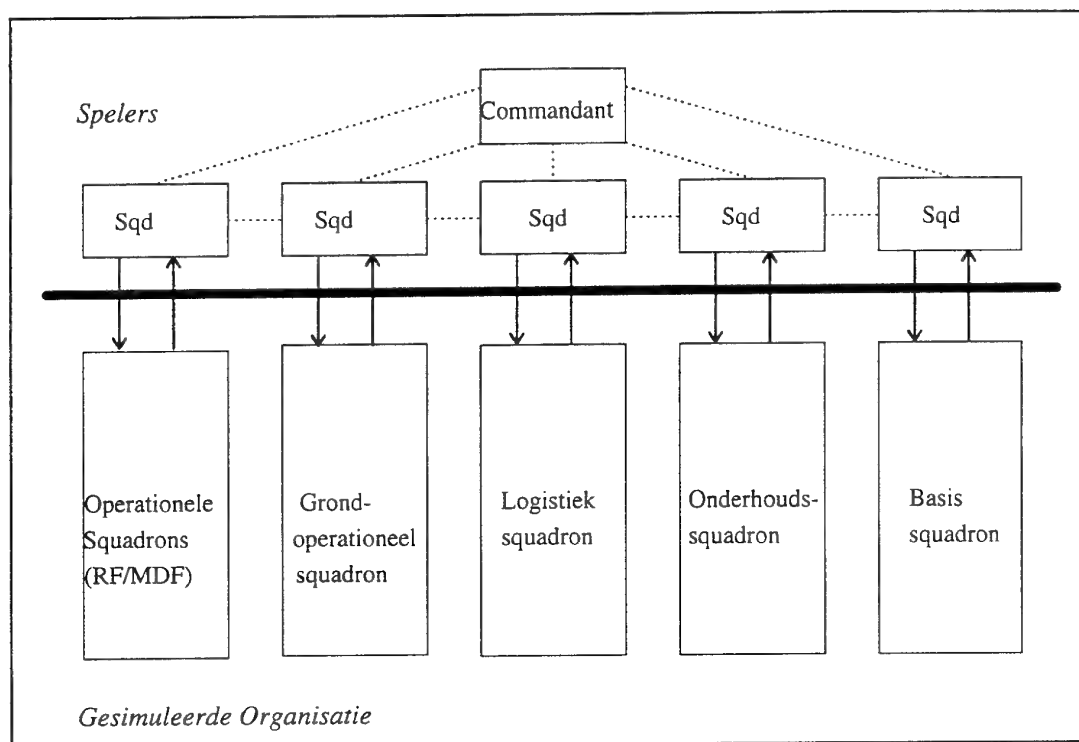 Spelers
Commandant
Sqd
Sqd
Sqd
Sqd
Sqd
Operationele
Squadrons
(RF/MDF)
Grond-
operationeel
squadron
Logistiek
squadron
Onderhouds-
squadron
Basis
squadron
Gesimuleerde Organisatie